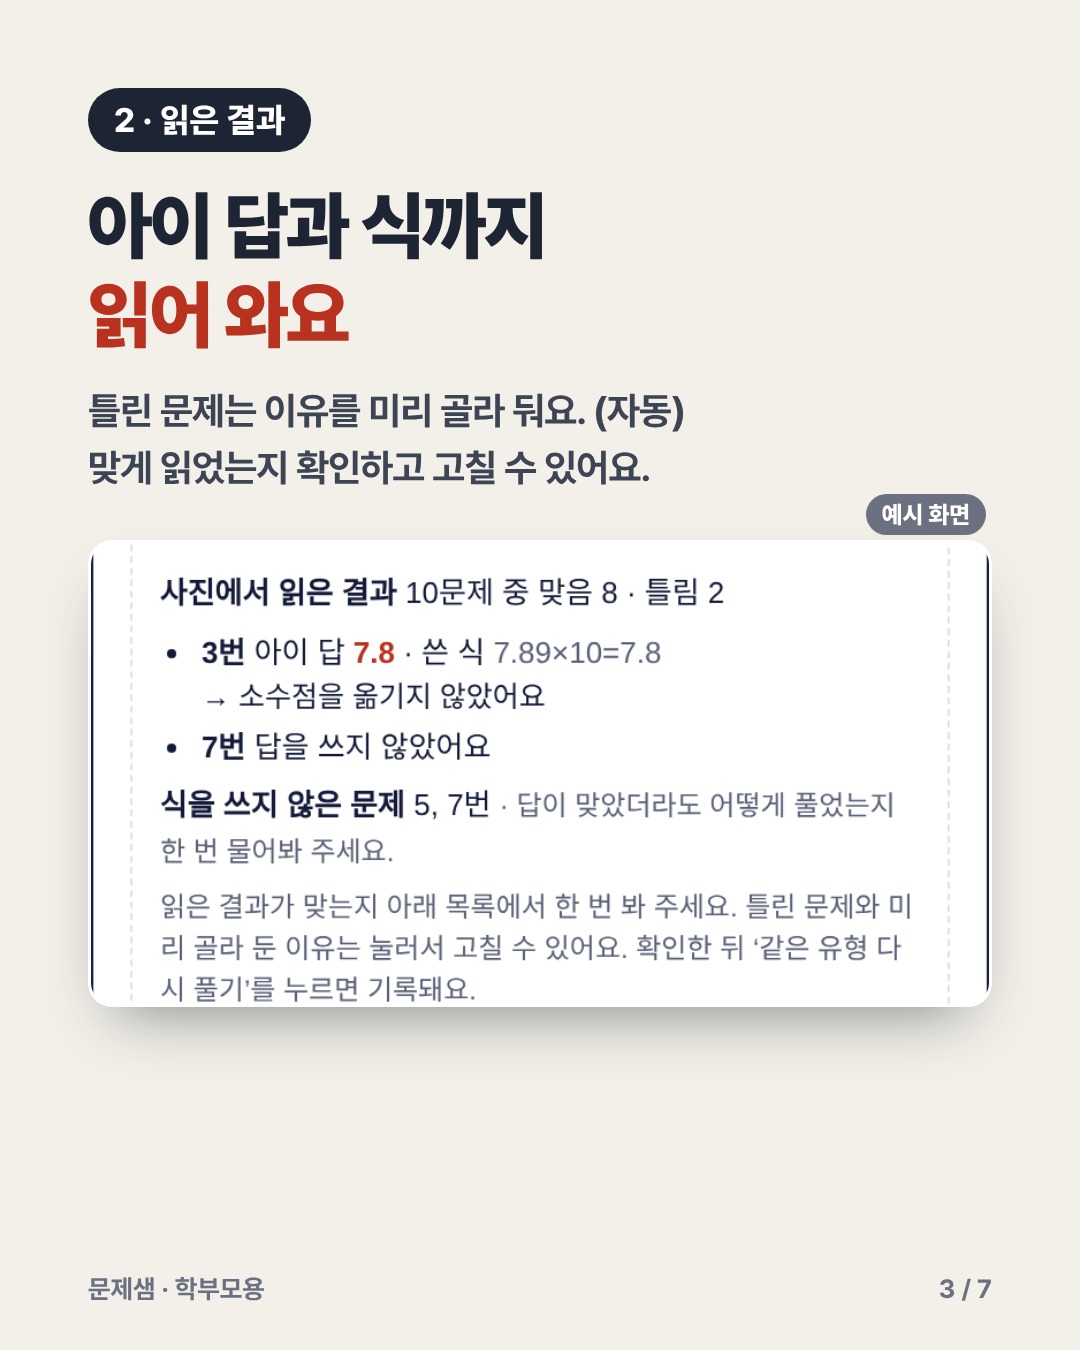 2 · 읽은 결과
아이 답과 식까지
읽어 와요
틀린 문제는 이유를 미리 골라 둬요. (자동)
맞게 읽었는지 확인하고 고칠 수 있어요.
예시 화면
사진에서 읽은 결과 10문제 중 맞음 8 · 틀림 2
• 3번 아이 답 7.8 · 쓴 식 7.89×10=7.8
→ 소수점을 옮기지 않았어요
• 7번 답을 쓰지 않았어요
식을 쓰지 않은 문제 5, 7번 · 답이 맞았더라도 어떻게 풀었는지
한 번 물어봐 주세요.
읽은 결과가 맞는지 아래 목록에서 한 번 봐 주세요. 틀린 문제와 미
리 골라 둔 이유는 눌러서 고칠 수 있어요. 확인한 뒤 ‘같은 유형 다
시 풀기’를 누르면 기록돼요.
문제샘 · 학부모용
3 / 7